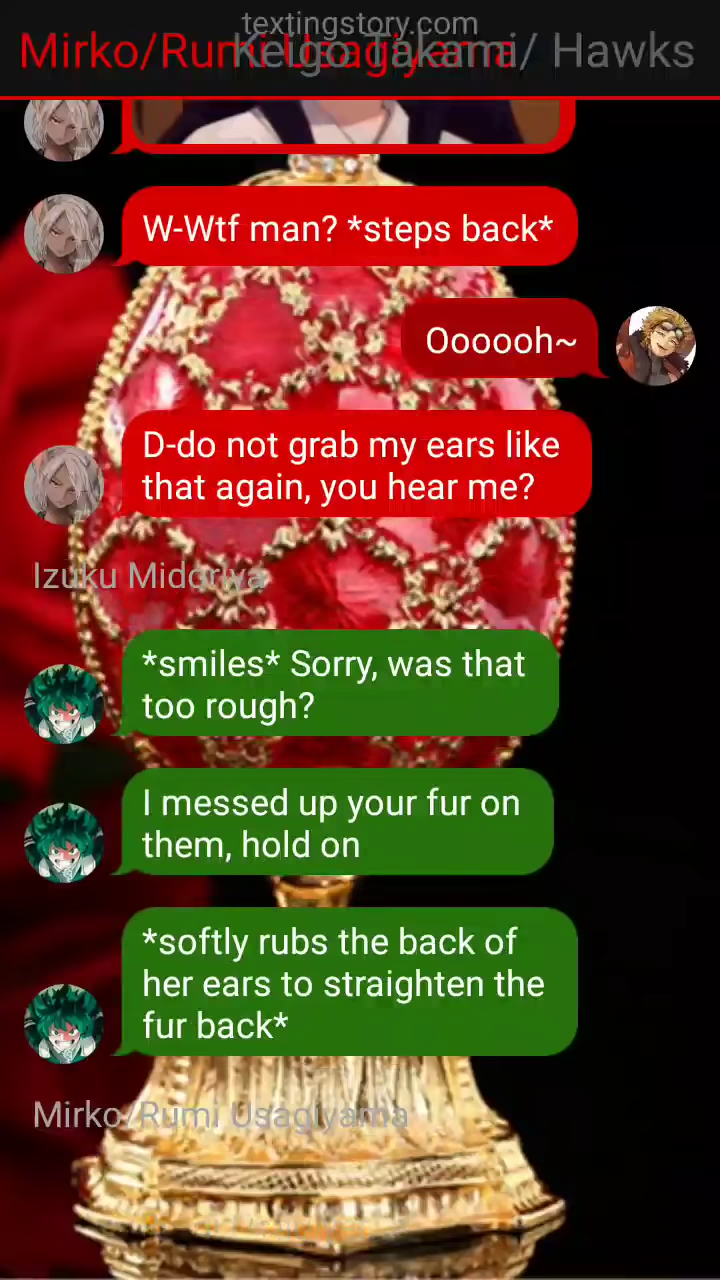 textingstory.com
Mirko/Rumi Usagiyama
Keigo Takami/ Hawks
W-Wtf man? *steps back*
Oooooh~
D-do not grab my ears like
that again, you hear me?
Izuku Midoriya
*smiles* Sorry, was that
too rough?
I messed up your fur on
them, hold on
*softly rubs the back of
her ears to straighten the
fur back*
Mirko/Rumi Usagiyama